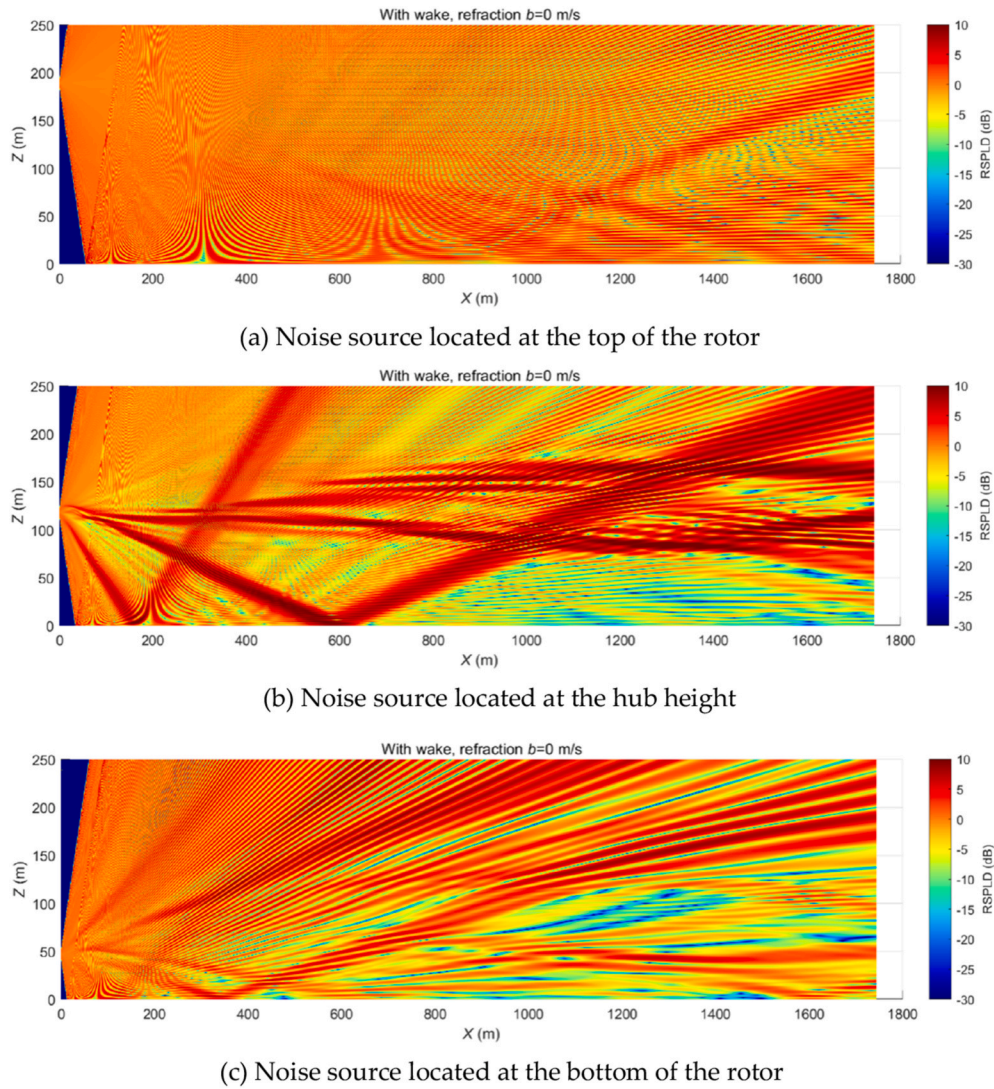 With wake, refraction b=0 m/s
250
200
150
100
50
0
Z (m)
0 200 400 600 800 1000 1200 1400 1600 1800
X (m)
10
5
0
-5
-10
-15
-20
-25
-30
RSPLD (dB)
(a) Noise source located at the top of the rotor
With wake, refraction b=0 m/s
250
200
150
100
50
0
Z (m)
0 200 400 600 800 1000 1200 1400 1600 1800
X (m)
10
5
0
-5
-10
-15
-20
-25
-30
RSPLD (dB)
(b) Noise source located at the hub height
With wake, refraction b=0 m/s
250
200
150
100
50
0
Z (m)
0 200 400 600 800 1000 1200 1400 1600 1800
X (m)
10
5
0
-5
-10
-15
-20
-25
-30
RSPLD (dB)
(c) Noise source located at the bottom of the rotor